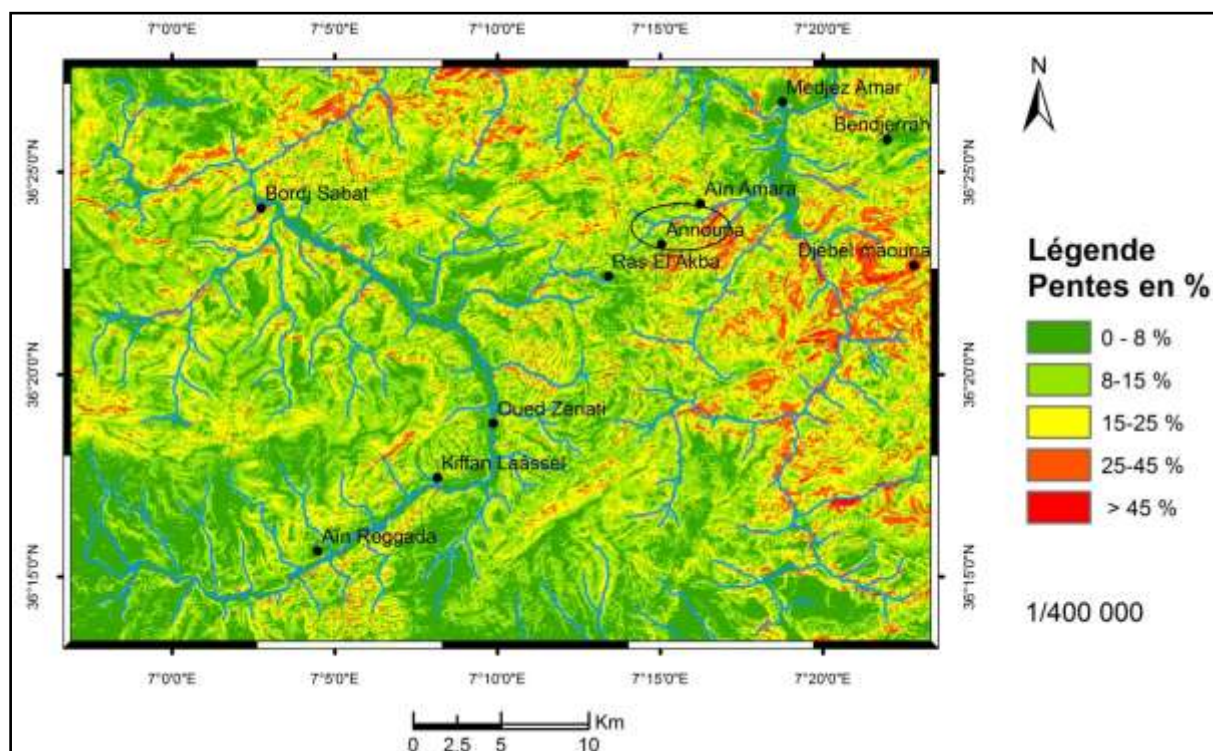 7°0'0"E 7°5'0"E 7°10'0"E 7°15'0"E 7°20'0"E
N
Medjez Amar
Bendjerrah
36°25'0"N
36°25'0"N
Bordj Sabat
Aïn Amara
Announa
Djebel maouna
Ras El Akba
Légende
Pentes en %
0 - 8 %
8-15 %
15-25 %
25-45 %
> 45 %
36°20'0"N
36°20'0"N
Oued Zenati
Kiffan Laassel
Aïn Reggada
36°15'0"N
36°15'0"N
1/400 000
7°0'0"E 7°5'0"E 7°10'0"E 7°15'0"E 7°20'0"E
Km
0 2.5 5 10